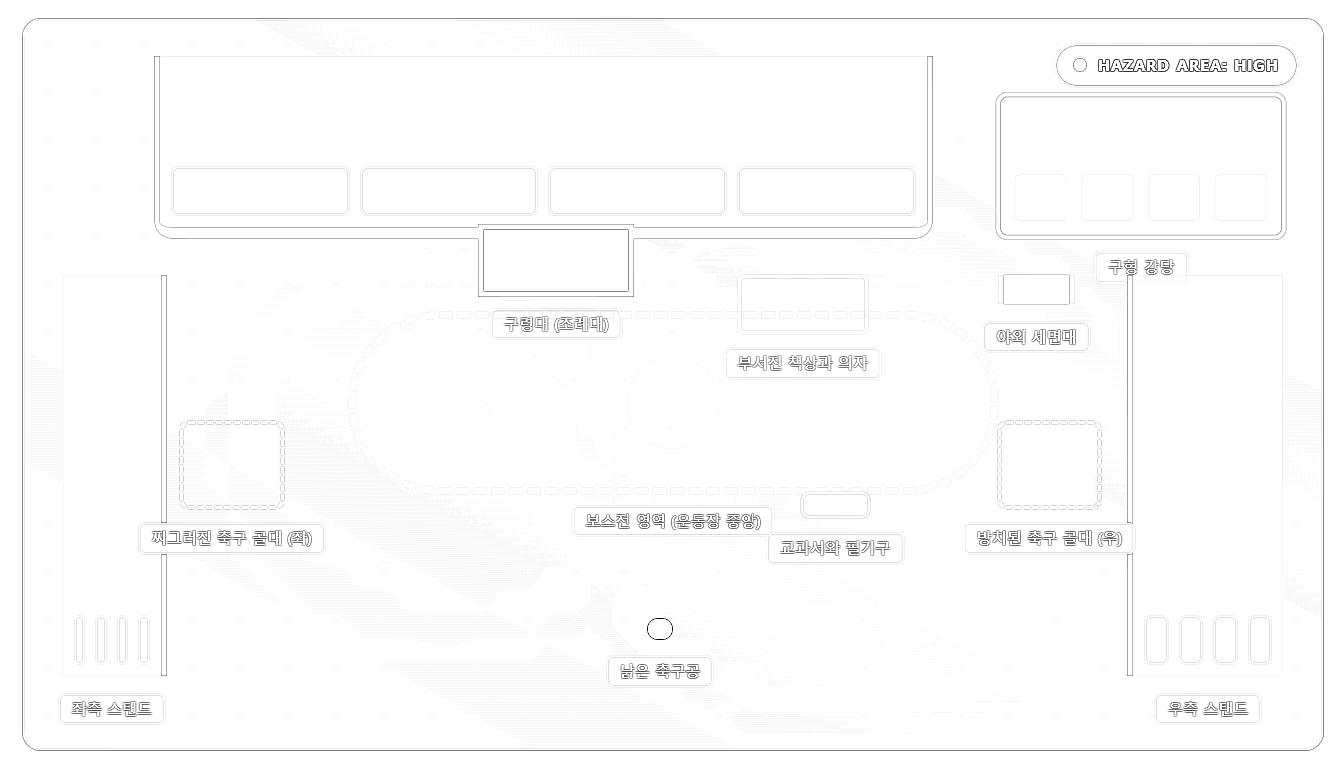 HAZARD AREA: HIGH
구형 강당
구령대 (조례대)
야외 세면대
부서진 책상과 의자
보스전 영역 (운동장 중앙)
찌그러진 축구 골대 (좌)
방치된 축구 골대 (우)
교과서와 필기구
낡은 축구공
좌측 스탠드
우측 스탠드